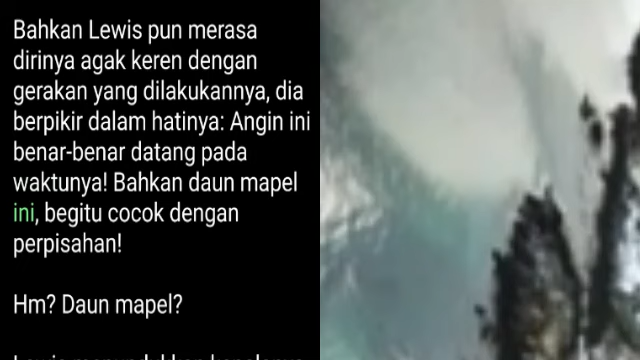 Bahkan Lewis pun merasa
dirinya agak keren dengan
gerakan yang dilakukannya, dia
berpikir dalam hatinya: Angin ini
benar-benar datang pada
waktunya! Bahkan daun mapel
ini, begitu cocok dengan
perpisahan!
Hm? Daun mapel?